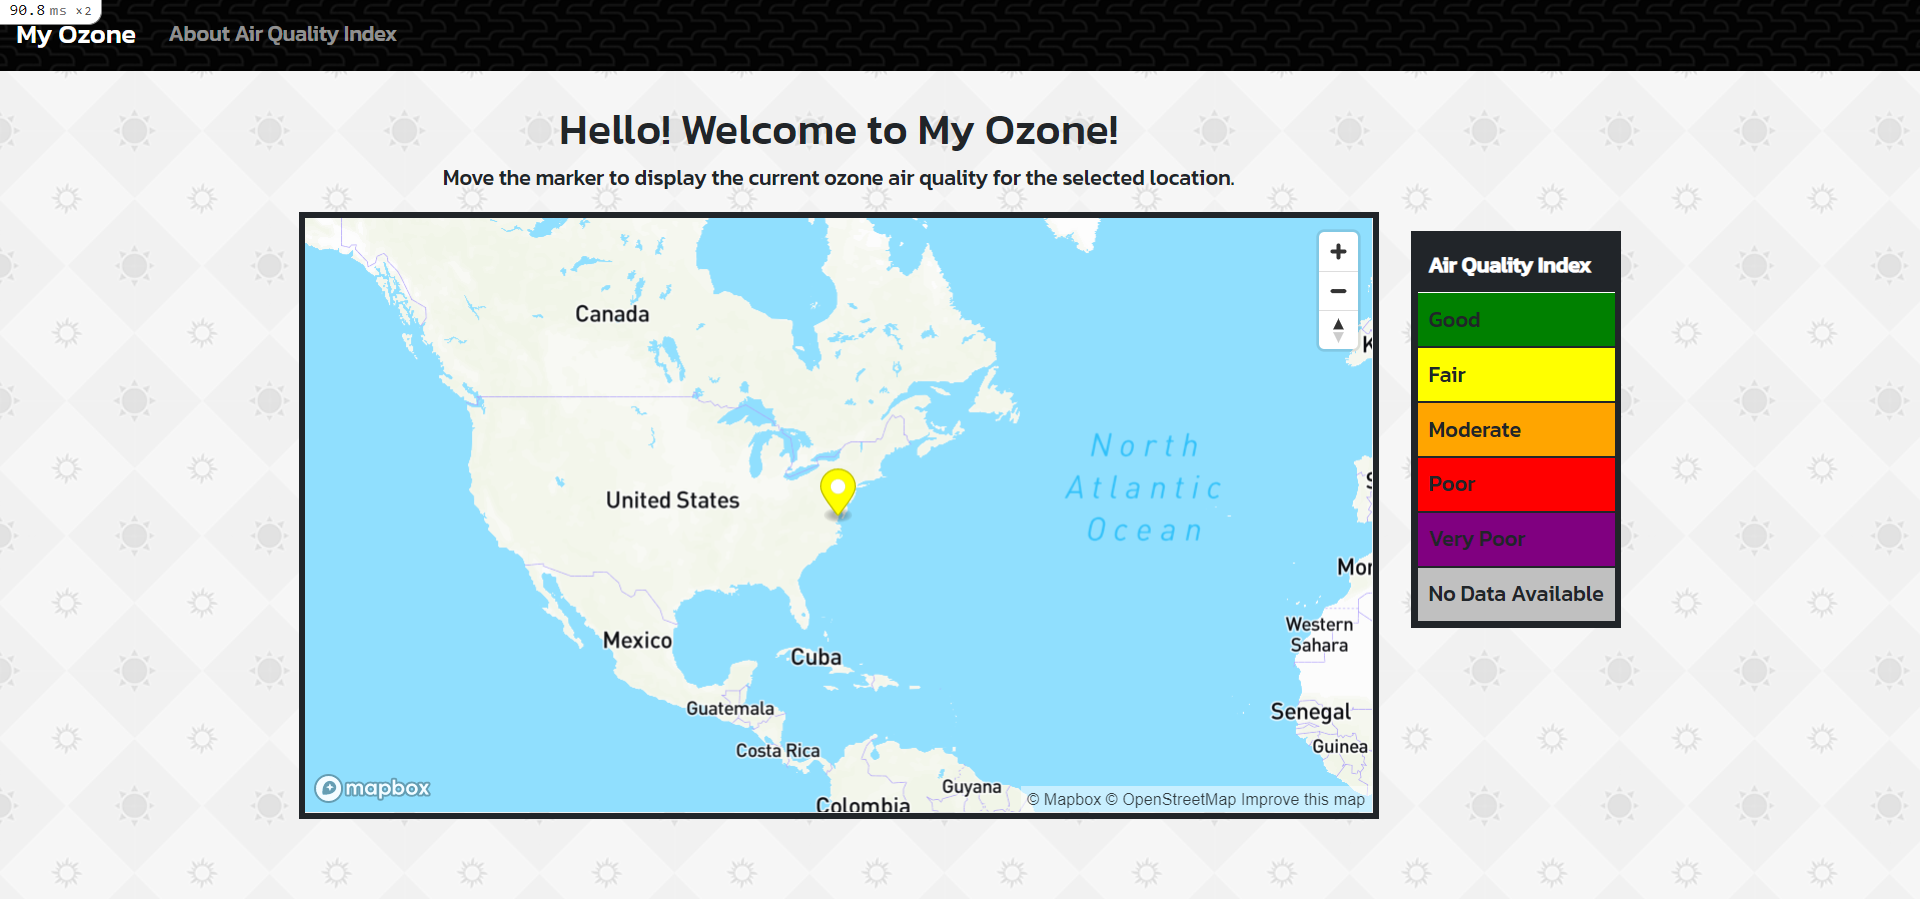 90.8 ms ×2
My Ozone About Air Quality Index
Hello! Welcome to My Ozone!
Move the marker to display the current ozone air quality for the selected location.
Canada
United States
Mexico
Cuba
Guatemala
Costa Rica
Colombia
Guyana
North
Atlantic
Ocean
K
S
Mor
Western
Sahara
Senegal
Guinea
mapbox
© Mapbox © OpenStreetMap Improve this map
Air Quality Index
Good
Fair
Moderate
Poor
Very Poor
No Data Available